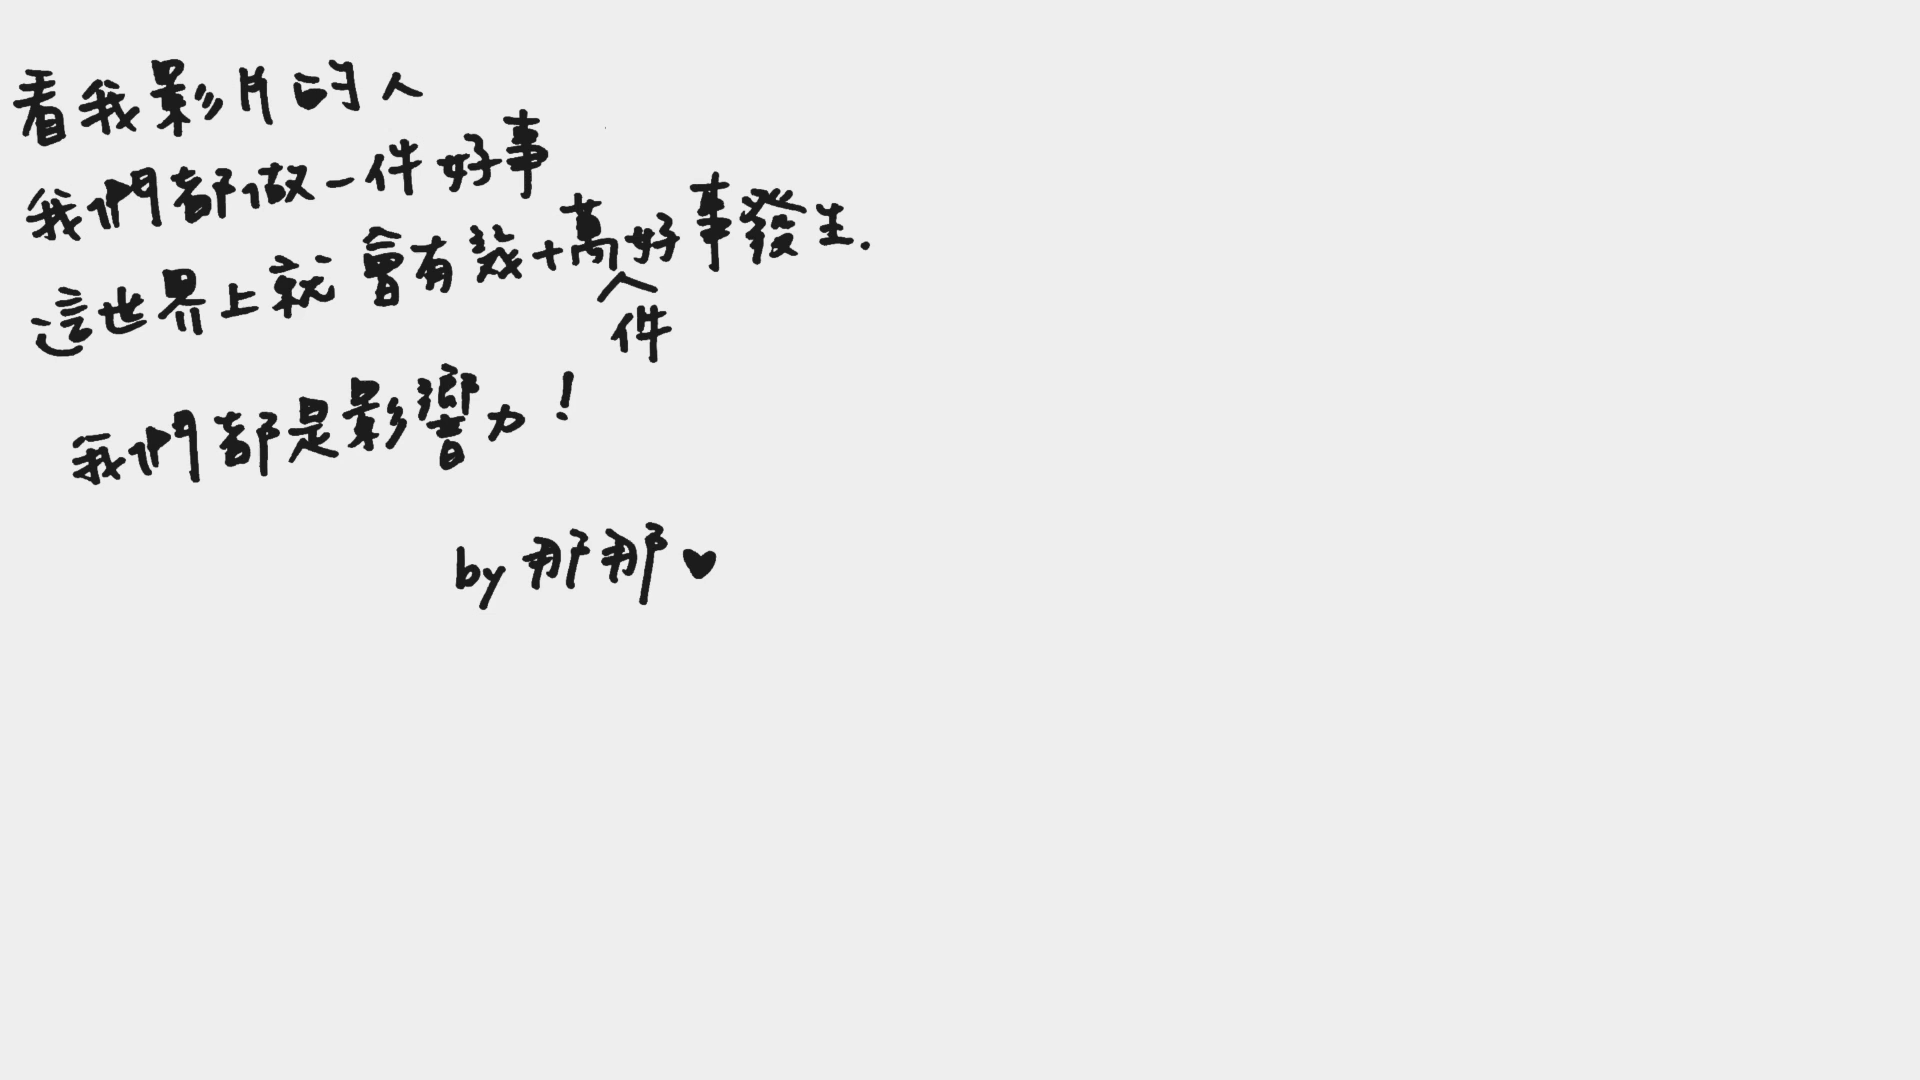 看我影片的人
我們都做一件好事
這世界上就會有幾十萬件好事發生.
我們都是影響力!
by 那那♥